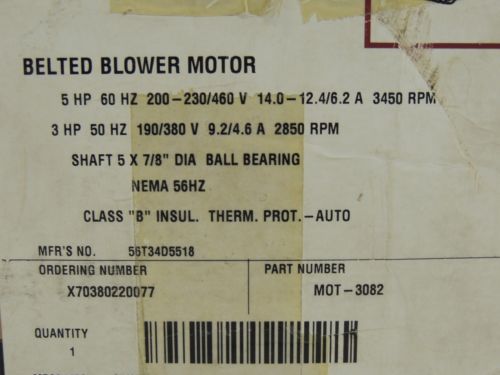 BELTED BLOWER MOTOR
5 HP 60 HZ 200-230/460 V 14.0-12.4/6.2 A 3450 RPM
3 HP 50 HZ 190/380 V 9.2/4.6 A 2850 RPM
SHAFT 5 X 7/8" DIA BALL BEARING
NEMA 56HZ
CLASS "B" INSUL. THERM. PROT.-AUTO
MFR'S NO. 56T34D5518
ORDERING NUMBER PART NUMBER
X70380220077 MOT-3082
QUANTITY
1